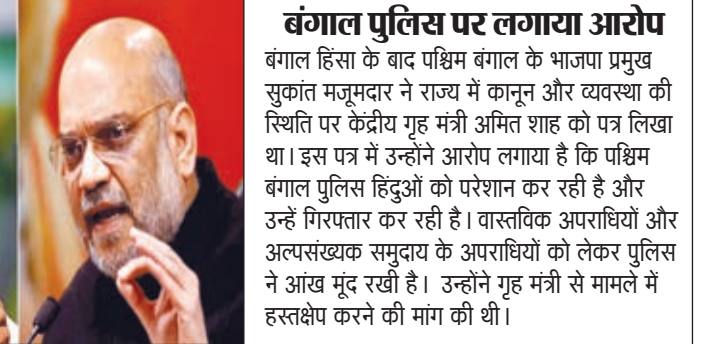 बंगाल पुलिस पर लगाया आरोप
बंगाल हिंसा के बाद पश्चिम बंगाल के भाजपा प्रमुख
सुकांत मजूमदार ने राज्य में कानून और व्यवस्था की
स्थिति पर केंद्रीय गृह मंत्री अमित शाह को पत्र लिखा
था। इस पत्र में उन्होंने आरोप लगाया है कि पश्चिम
बंगाल पुलिस हिंदुओं को परेशान कर रही है और
उन्हें गिरफ्तार कर रही है। वास्तविक अपराधियों और
अल्पसंख्यक समुदाय के अपराधियों को लेकर पुलिस
ने आंख मूंद रखी है। उन्होंने गृह मंत्री से मामले में
हस्तक्षेप करने की मांग की थी।